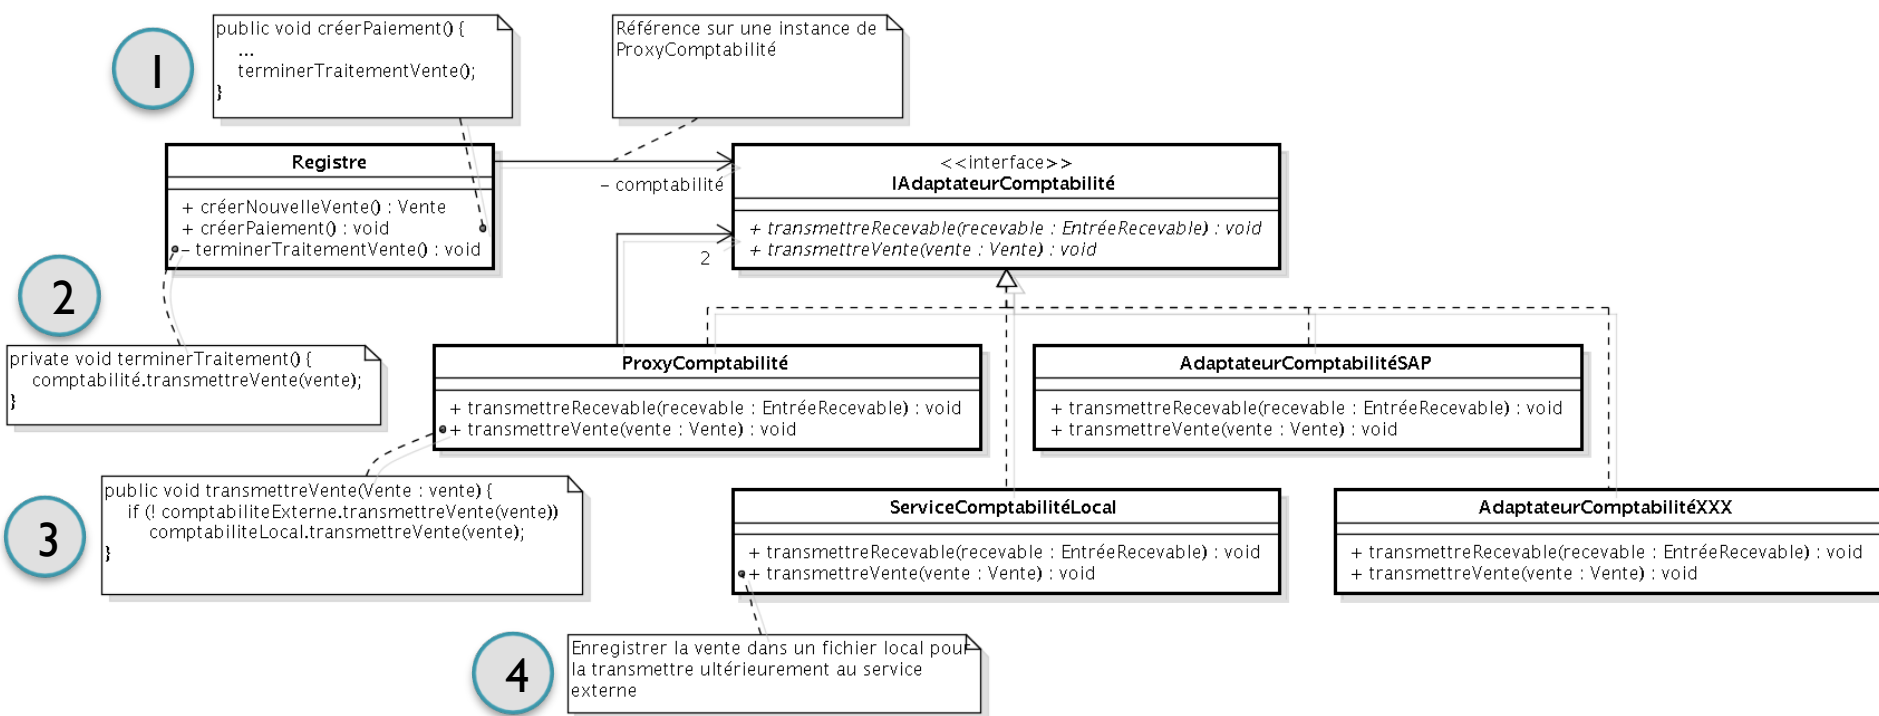 1
public void créerPaiement() {
...
terminerTraitementVente();
}
Référence sur une instance de
ProxyComptabilité
Registre
+ créerNouvelleVente() : Vente
+ créerPaiement() : void
- terminerTraitementVente() : void
- comptabilité
<<interface>>
IAdaptateurComptabilité
+ transmettreRecevable(recevable : EntréeRecevable) : void
+ transmettreVente(vente : Vente) : void
2
2
private void terminerTraitement() {
comptabilité.transmettreVente(vente);
}
ProxyComptabilité
+ transmettreRecevable(recevable : EntréeRecevable) : void
+ transmettreVente(vente : Vente) : void
AdaptateurComptabilitéSAP
+ transmettreRecevable(recevable : EntréeRecevable) : void
+ transmettreVente(vente : Vente) : void
3
public void transmettreVente(Vente : vente) {
if (! comptabiliteExterne.transmettreVente(vente))
comptabiliteLocal.transmettreVente(vente);
}
ServiceComptabilitéLocal
+ transmettreRecevable(recevable : EntréeRecevable) : void
+ transmettreVente(vente : Vente) : void
AdaptateurComptabilitéXXX
+ transmettreRecevable(recevable : EntréeRecevable) : void
+ transmettreVente(vente : Vente) : void
4
Enregistrer la vente dans un fichier local pour
la transmettre ultérieurement au service
externe